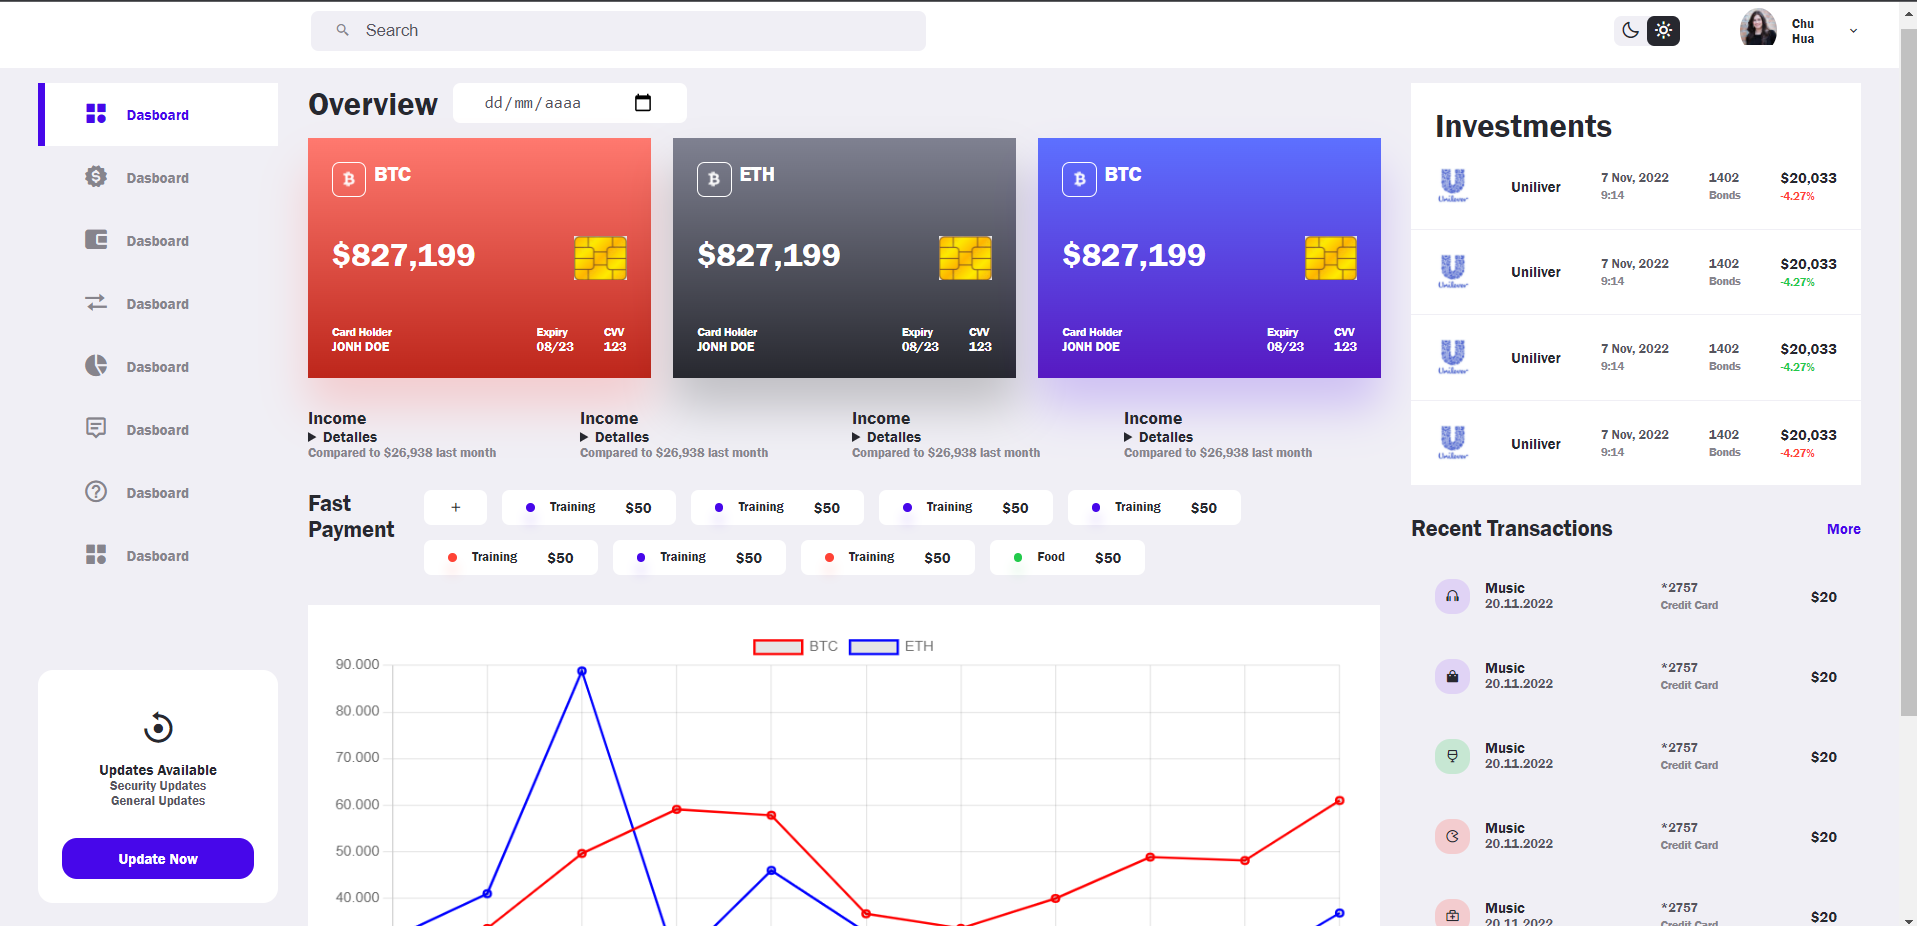 Search
Chu
Hua
Dasboard
Dasboard
Dasboard
Dasboard
Dasboard
Dasboard
Dasboard
Dasboard
Updates Available
Security Updates
General Updates
Update Now
Overview
dd/mm/aaaa
BTC
$827,199
Card Holder
JONH DOE
Expiry
08/23
CVV
123
ETH
$827,199
Card Holder
JONH DOE
Expiry
08/23
CVV
123
BTC
$827,199
Card Holder
JONH DOE
Expiry
08/23
CVV
123
Income
Detalles
Compared to $26,938 last month
Income
Detalles
Compared to $26,938 last month
Income
Detalles
Compared to $26,938 last month
Income
Detalles
Compared to $26,938 last month
Fast
Payment
+
Training $50
Training $50
Training $50
Training $50
Training $50
Training $50
Training $50
Food $50
BTC ETH
90.000
80.000
70.000
60.000
50.000
40.000
Investments
Unilever
Uniliver
7 Nov, 2022
9:14
1402
Bonds
$20,033
-4.27%
Unilever
Uniliver
7 Nov, 2022
9:14
1402
Bonds
$20,033
-4.27%
Unilever
Uniliver
7 Nov, 2022
9:14
1402
Bonds
$20,033
-4.27%
Unilever
Uniliver
7 Nov, 2022
9:14
1402
Bonds
$20,033
-4.27%
Recent Transactions
More
Music
20.11.2022
*2757
Credit Card
$20
Music
20.11.2022
*2757
Credit Card
$20
Music
20.11.2022
*2757
Credit Card
$20
Music
20.11.2022
*2757
Credit Card
$20
Music
20.11.2022
*2757
Credit Card
$20